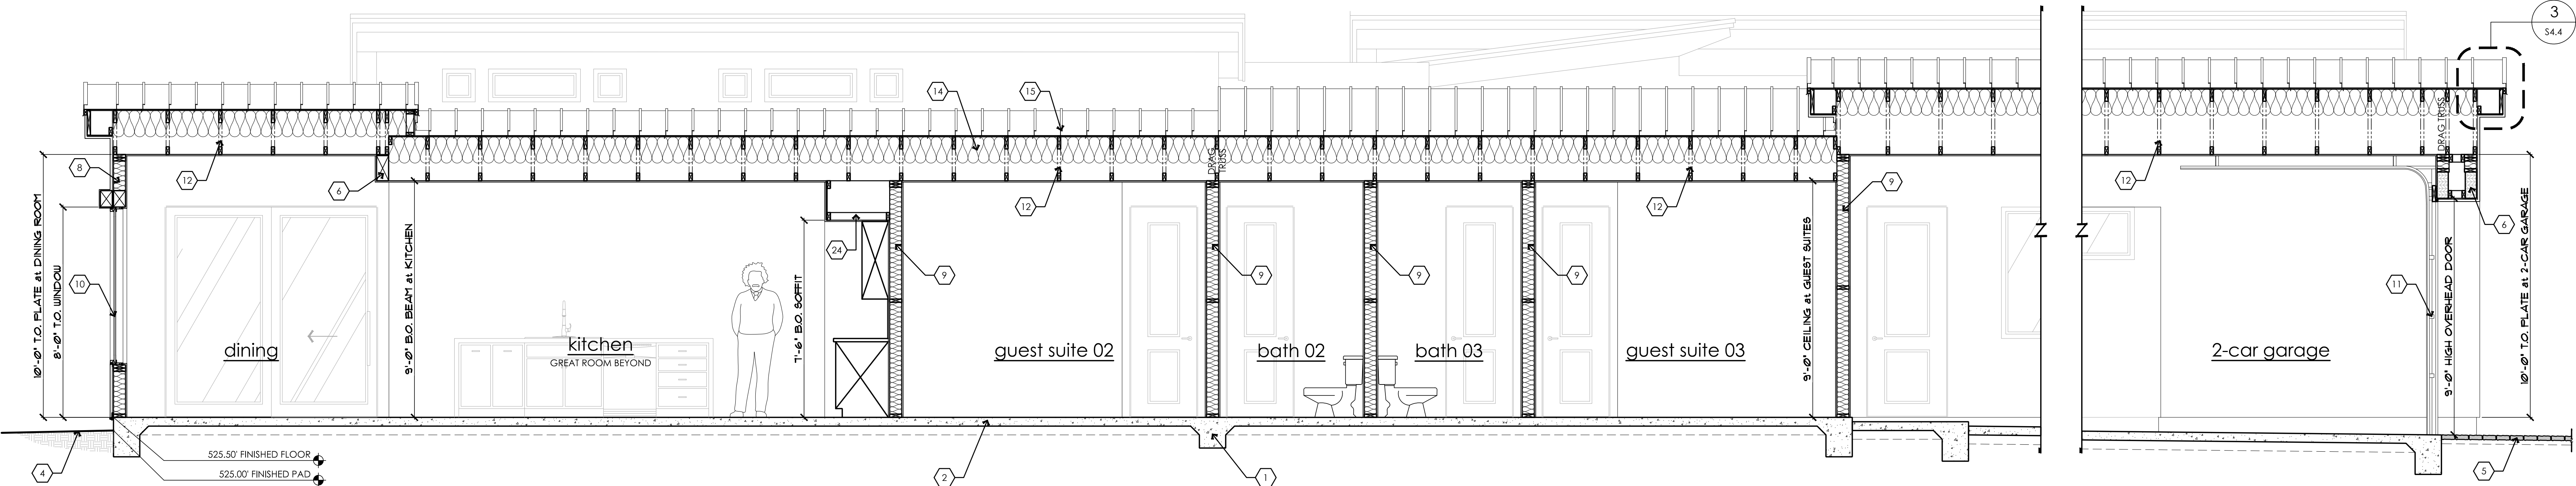 3
S4.4
14
15
DRAG TRUSS
8
12
6
DRAG
TRUSS
12
12
9
12
6
10'-0" T.O. PLATE at DINING ROOM
8'-0" T.O. WINDOW
10
9'-0" B.O. BEAM at KITCHEN
7'-6" B.O. SOFFIT
24
9
9
9
9
9'-0" CEILING at GUEST SUITES
11
9'-0" HIGH OVERHEAD DOOR
10'-0" T.O. PLATE at 2-CAR GARAGE
dining
kitchen
GREAT ROOM BEYOND
guest suite 02
bath 02
bath 03
guest suite 03
2-car garage
525.50' FINISHED FLOOR
525.00' FINISHED PAD
4
2
1
5